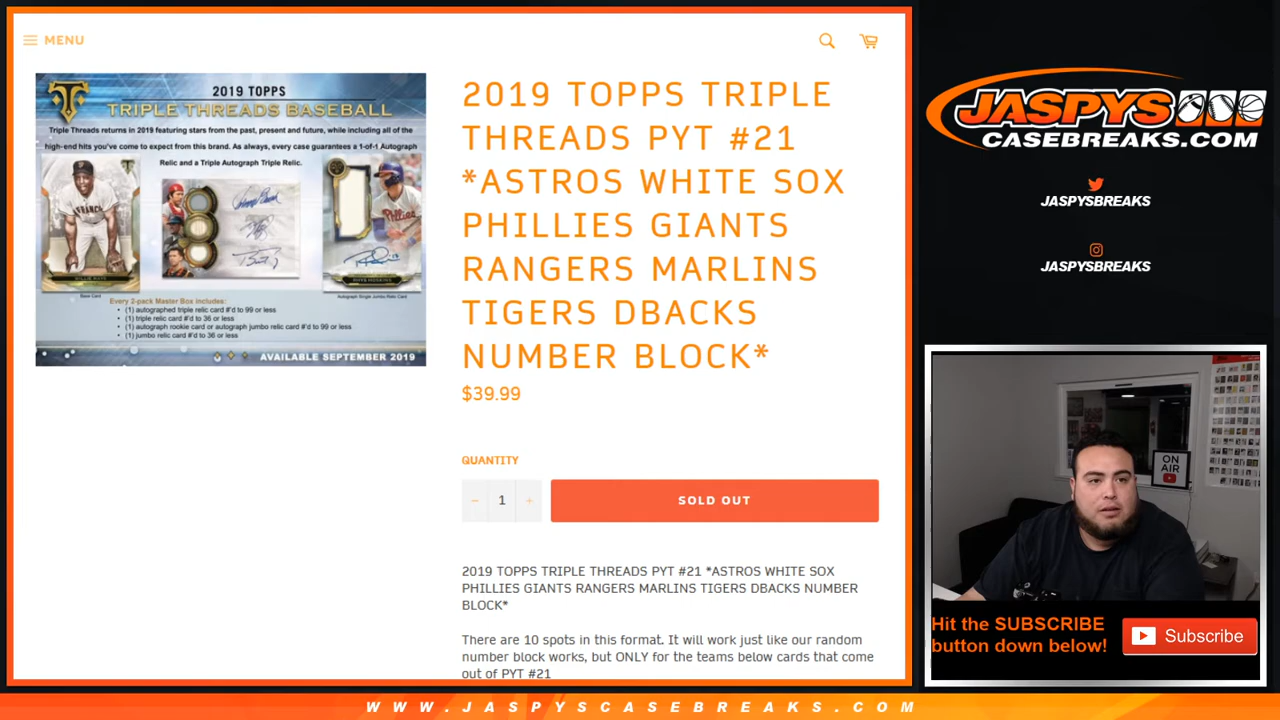 MENU
2019 TOPPS
TRIPLE THREADS BASEBALL
Triple Threads returns in 2019 featuring stars from the past, present and future, while including all of the
high-end hits you've come to expect from this brand. As always, every case guarantees a 1-of-1 Autograph
Relic and a Triple Autograph Triple Relic.
Base Card
Autograph Single Jumbo Relic Card
Every 2-pack Master Box includes:
• (1) autographed triple relic card #'d to 99 or less
• (1) triple relic card #'d to 36 or less
• (1) autograph rookie card or autograph jumbo relic card #'d to 99 or less
• (1) jumbo relic card #'d to 36 or less
AVAILABLE SEPTEMBER 2019
2019 TOPPS TRIPLE
THREADS PYT #21
*ASTROS WHITE SOX
PHILLIES GIANTS
RANGERS MARLINS
TIGERS DBACKS
NUMBER BLOCK*
$39.99
QUANTITY
− 1 +
SOLD OUT
2019 TOPPS TRIPLE THREADS PYT #21 *ASTROS WHITE SOX
PHILLIES GIANTS RANGERS MARLINS TIGERS DBACKS NUMBER
BLOCK*
There are 10 spots in this format. It will work just like our random
number block works, but ONLY for the teams below cards that come
out of PYT #21
JASPYS
CASEBREAKS.COM
JASPYSBREAKS
JASPYSBREAKS
ON
AIR
Hit the SUBSCRIBE
button down below!
Subscribe
WWW.JASPYSCASEBREAKS.COM